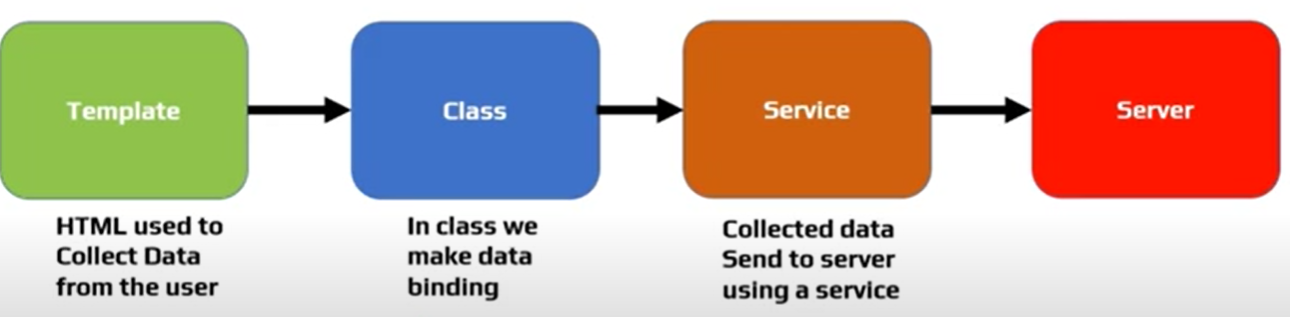 Template
Class
Service
Server
HTML used to
Collect Data
from the user
In class we
make data
binding
Collected data
Send to server
using a service